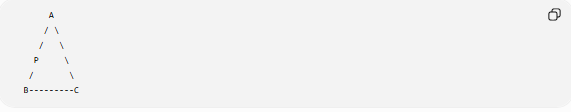 A
/ \
/   \
P     \
/       \
B---------C